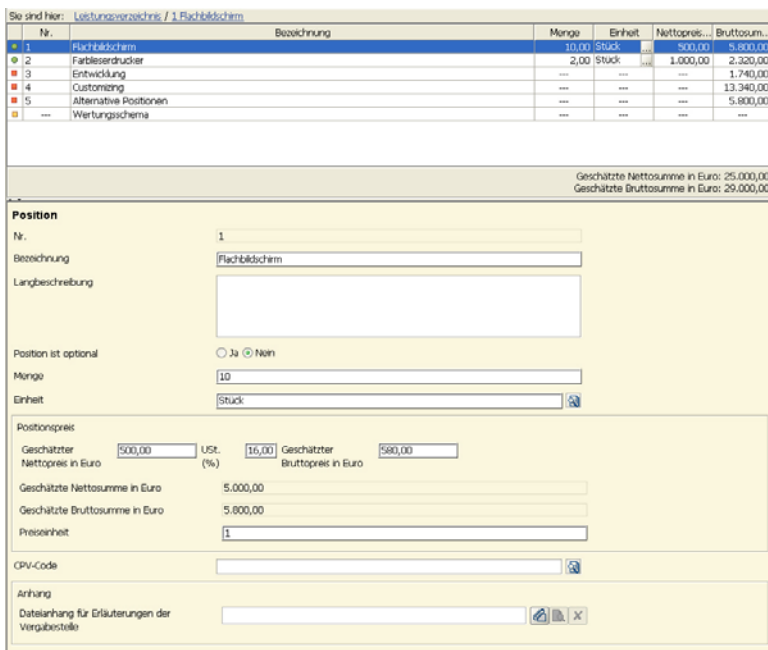 Sie sind hier: Leistungsverzeichnis / 1 Flachbildschirm
Nr. Bezeichnung Menge Einheit Nettopreis... Bruttosum...
1 Flachbildschirm 10,00 Stück ... 500,00 5.800,00
2 Farbleserdrucker 2,00 Stück ... 1.000,00 2.320,00
3 Entwicklung --- --- --- 1.740,00
4 Customizing --- --- --- 13.340,00
5 Alternative Positionen --- --- --- 5.800,00
--- Wertungsschema --- --- --- ---
Geschätzte Nettosumme in Euro: 25.000,00
Geschätzte Bruttosumme in Euro: 29.000,00
Position
Nr. 1
Bezeichnung Flachbildschirm
Langbeschreibung
Position ist optional Ja Nein
Menge 10
Einheit Stück
Positionspreis
Geschätzter 500,00 USt. 16,00 Geschätzter 580,00
Nettopreis in Euro (%) Bruttopreis in Euro
Geschätzte Nettosumme in Euro 5.000,00
Geschätzte Bruttosumme in Euro 5.800,00
Preiseinheit 1
CPV-Code
Anhang
Dateianhang für Erläuterungen der
Vergabestelle